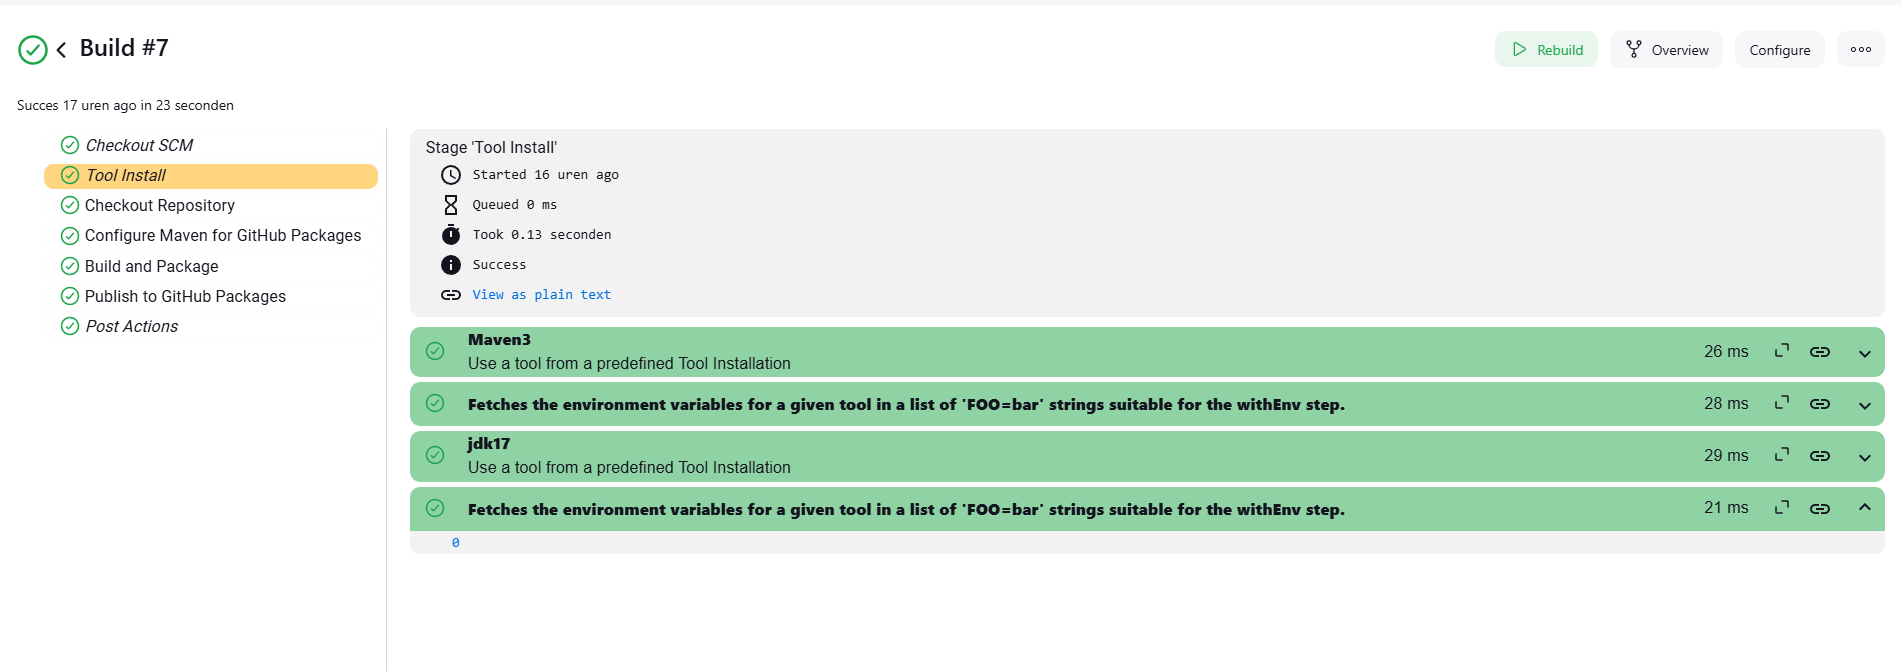 Build #7
Rebuild
Overview
Configure
Succes 17 uren ago in 23 seconden
Checkout SCM
Tool Install
Checkout Repository
Configure Maven for GitHub Packages
Build and Package
Publish to GitHub Packages
Post Actions
Stage 'Tool Install'
Started 16 uren ago
Queued 0 ms
Took 0.13 seconden
Success
View as plain text
Maven3
Use a tool from a predefined Tool Installation
26 ms
Fetches the environment variables for a given tool in a list of 'FOO=bar' strings suitable for the withEnv step.
28 ms
jdk17
Use a tool from a predefined Tool Installation
29 ms
Fetches the environment variables for a given tool in a list of 'FOO=bar' strings suitable for the withEnv step.
21 ms
0